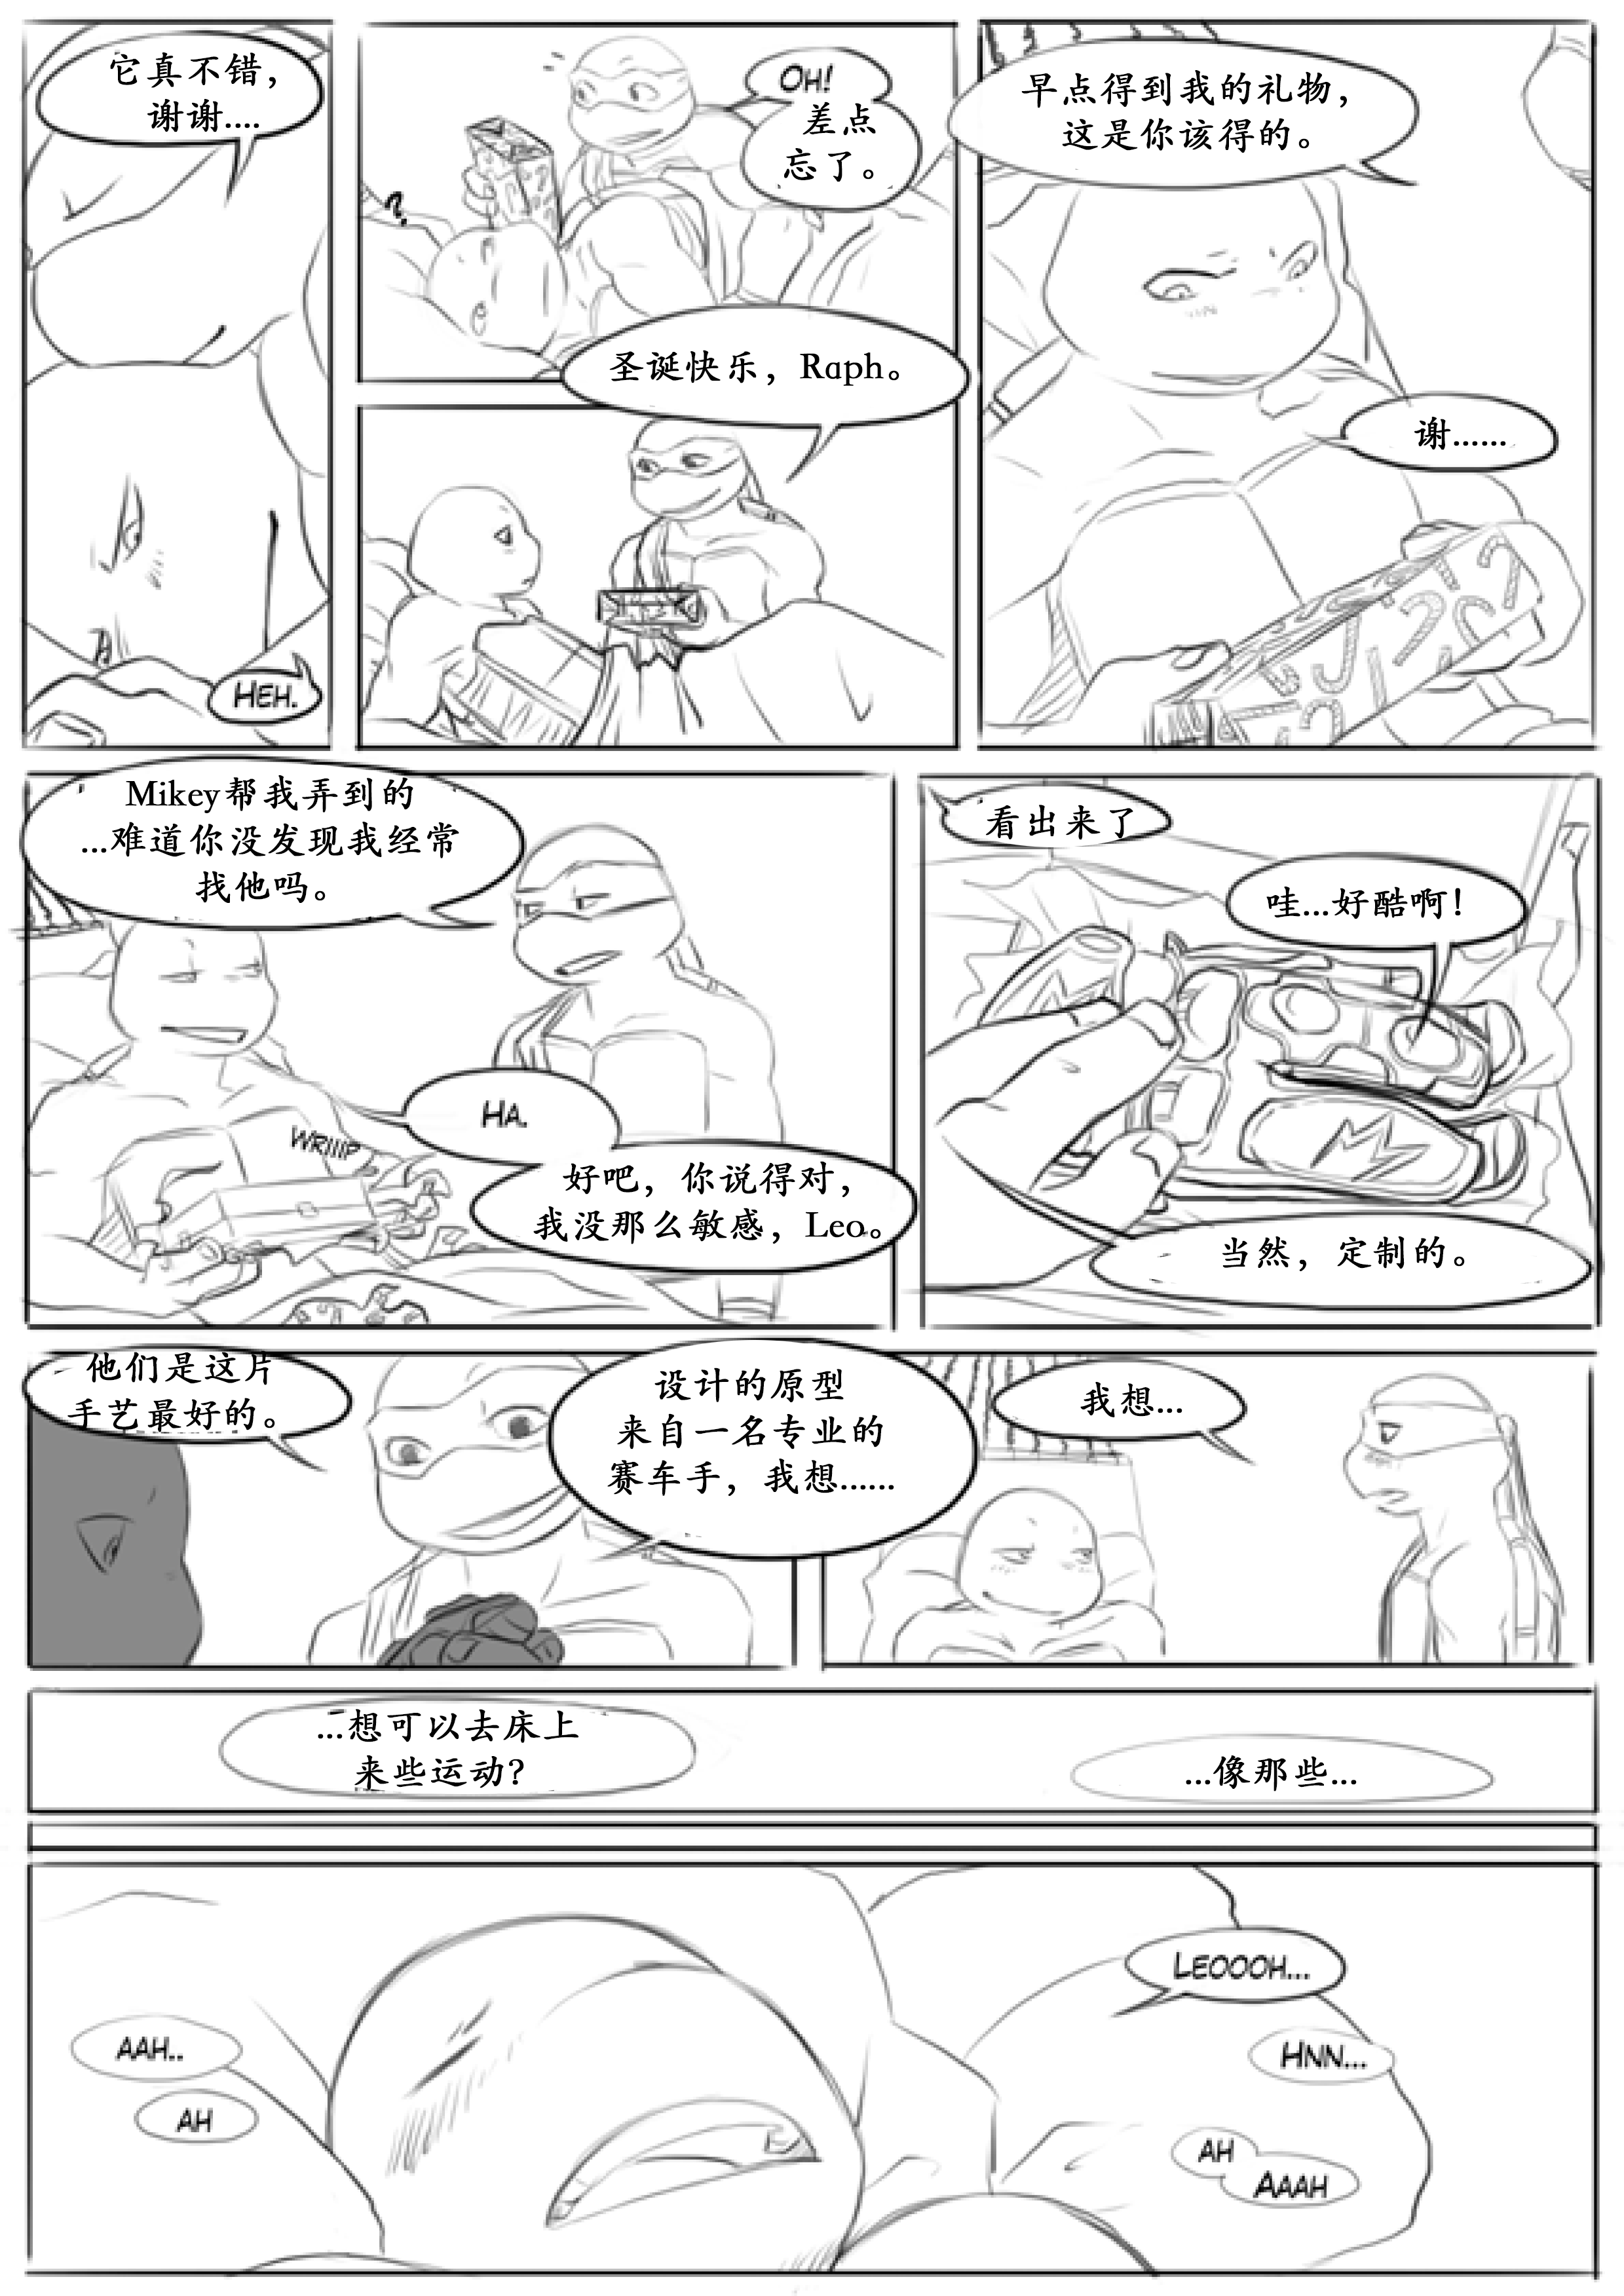 它真不错，
谢谢....
HEH.
OH!
差点
忘了。
?
圣诞快乐，Raph。
早点得到我的礼物，
这是你该得的。
谢......
Mikey帮我弄到的
...难道你没发现我经常
找他吗。
HA.
WRIIIP
好吧，你说得对，
我没那么敏感，Leo。
看出来了
哇...好酷啊！
当然，定制的。
他们是这片
手艺最好的。
设计的原型
来自一名专业的
赛车手，我想......
我想...
...想可以去床上
来些运动？
...像那些...
AAH..
AH
LEOOOH...
HNN...
AH
AAAH